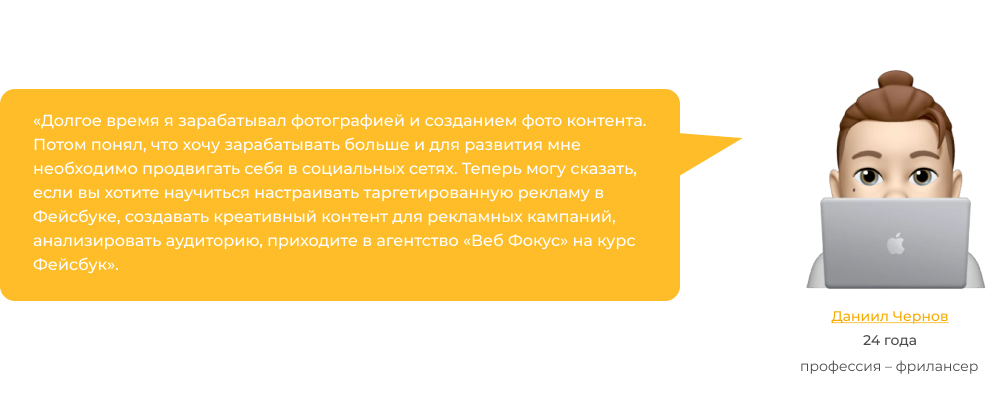 «Долгое время я зарабатывал фотографией и созданием фото контента.
Потом понял, что хочу зарабатывать больше и для развития мне
необходимо продвигать себя в социальных сетях. Теперь могу сказать,
если вы хотите научиться настраивать таргетированную рекламу в
Фейсбуке, создавать креативный контент для рекламных кампаний,
анализировать аудиторию, приходите в агентство «Веб Фокус» на курс
Фейсбук».
Даниил Чернов
24 года
профессия – фрилансер